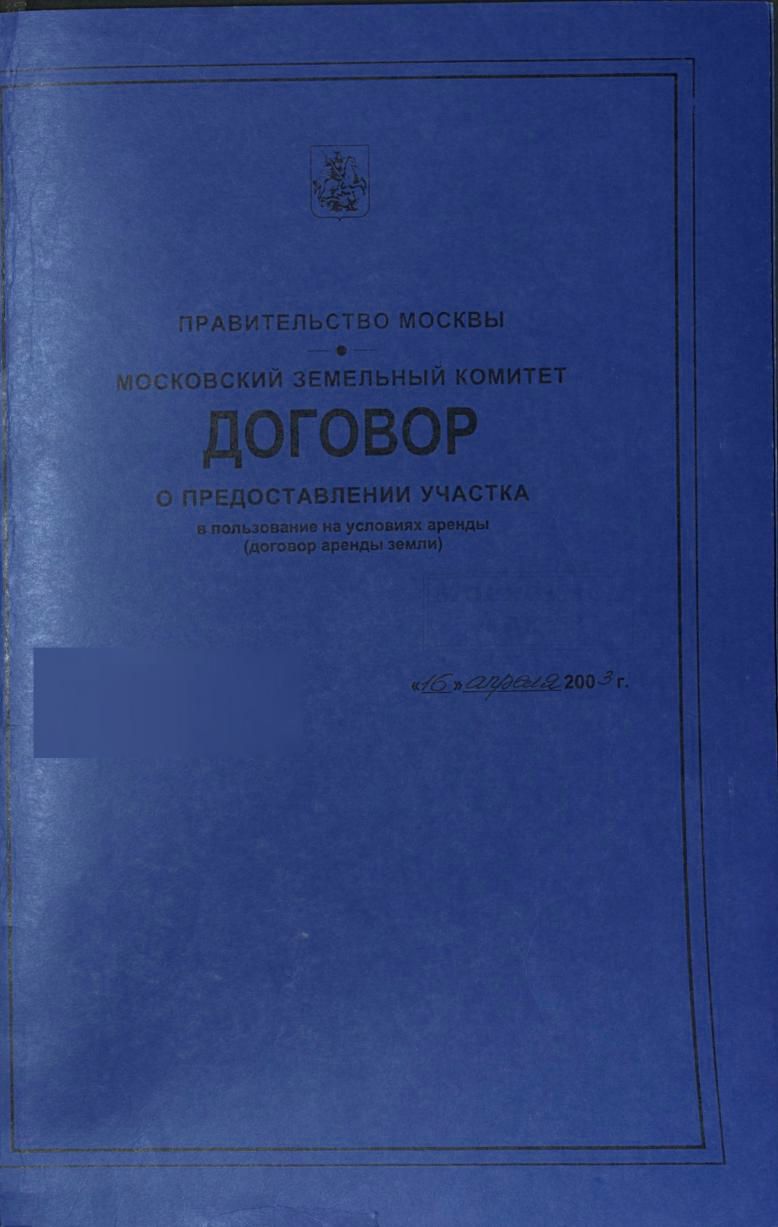 ПРАВИТЕЛЬСТВО МОСКВЫ
МОСКОВСКИЙ ЗЕМЕЛЬНЫЙ КОМИТЕТ
ДОГОВОР
О ПРЕДОСТАВЛЕНИИ УЧАСТКА
в пользование на условиях аренды
(договор аренды земли)
«16» апреля 2003 г.